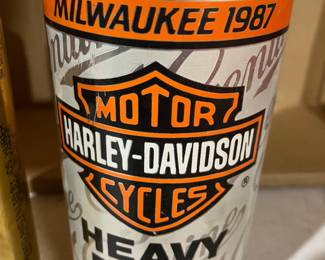 MILWAUKEE 1987
MOTOR
HARLEY-DAVIDSON
CYCLES
®
HEAVY